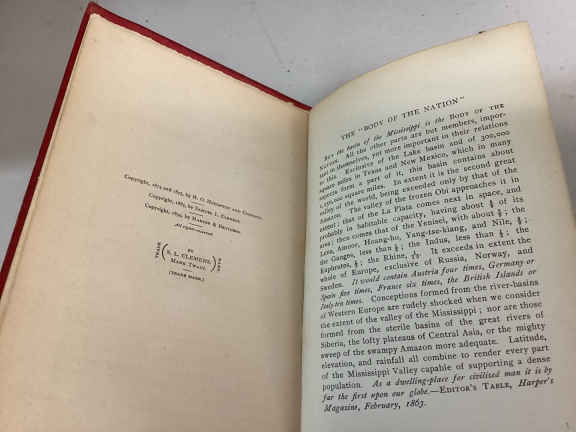 Copyright, 1874 and 1875, by H. O. Houghton and Company.
Copyright, 1883, by Samuel L. Clemens.
Copyright, 1899, by Harper & Brothers.
All rights reserved.
BY
TRADE
S. L. CLEMENS,
MARK TWAIN.
MARK
(TRADE MARK.)
THE "BODY OF THE NATION"
But the basin of the Mississippi is the BODY OF THE
NATION. All the other parts are but members, impor-
tant in themselves, yet more important in their relations
to this. Exclusive of the Lake basin and of 300,000
square miles in Texas and New Mexico, which in many
aspects form a part of it, this basin contains about
1,250,000 square miles. In extent it is the second great
valley of the world, being exceeded only by that of the
Amazon. The valley of the frozen Obi approaches it in
extent; that of the La Plata comes next in space, and
probably in habitable capacity, having about of its
area; then comes that of the Yenisei, with about ; the
Lena, Amoor, Hoang-ho, Yang-tse-kiang, and Nile, ;
the Ganges, less than ; the Indus, less than ; the
Euphrates, ; the Rhine, . It exceeds in extent the
whole of Europe, exclusive of Russia, Norway, and
Sweden. It would contain Austria four times, Germany or
Spain five times, France six times, the British Islands or
Italy ten times. Conceptions formed from the river-basins
of Western Europe are rudely shocked when we consider
the extent of the valley of the Mississippi; nor are those
formed from the sterile basins of the great rivers of
Siberia, the lofty plateaus of Central Asia, or the mighty
sweep of the swampy Amazon more adequate. Latitude,
elevation, and rainfall all combine to render every part
of the Mississippi Valley capable of supporting a dense
population. As a dwelling-place for civilized man it is by
far the first upon our globe.—EDITOR'S TABLE, Harper's
Magazine, February, 1863.